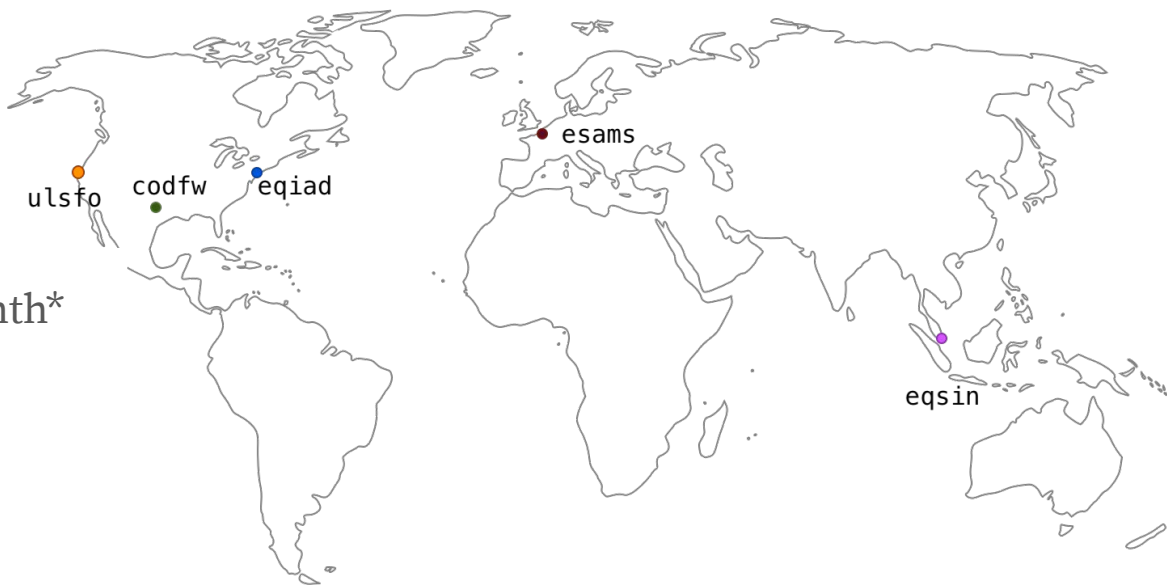 esams
codfw
eqiad
ulsfo
nth*
eqsin